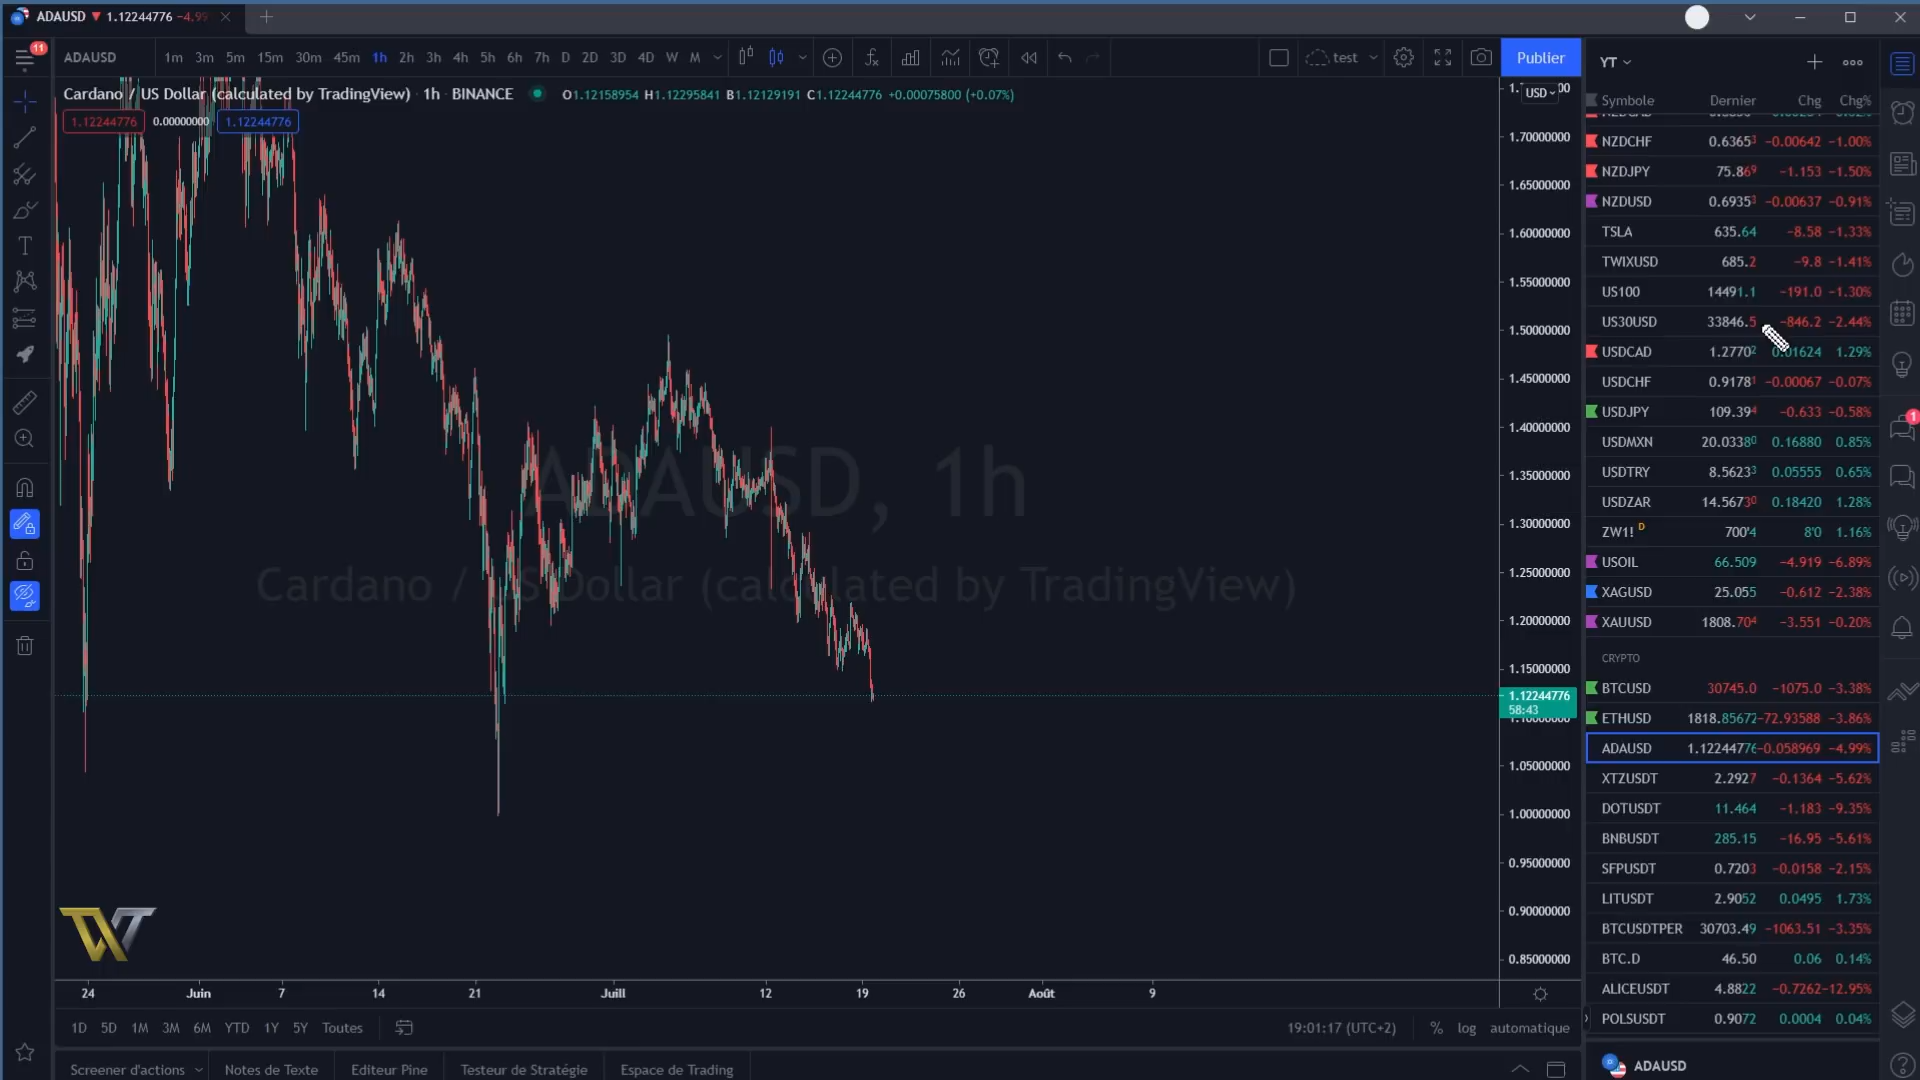 ADAUSD ▼ 1.12244776 −4.99
11
ADAUSD 1m 3m 5m 15m 30m 45m 1h 2h 3h 4h 5h 6h 7h D 2D 3D 4D W M test Publier
Cardano / US Dollar (calculated by TradingView) 1h BINANCE O1.12158954 H1.12295841 B1.12129191 C1.12244776 +0.00075800 (+0.07%)
1.12244776 0.00000000 1.12244776
USD
1.70000000
1.65000000
1.60000000
1.55000000
1.50000000
1.45000000
1.40000000
1.35000000
1.30000000
1.25000000
1.20000000
1.15000000
1.12244776
58:43
1.10000000
1.05000000
1.00000000
0.95000000
0.90000000
0.85000000
ADAUSD, 1h
Cardano / US Dollar (calculated by TradingView)
24 Juin 7 14 21 Juill 12 19 26 Août 9
1D 5D 1M 3M 6M YTD 1Y 5Y Toutes 19:01:17 (UTC+2) % log automatique
Screener d'actions Notes de Texte Editeur Pine Testeur de Stratégie Espace de Trading
YT
Symbole Dernier Chg Chg%
NZDCHF 0.63653 −0.00642 −1.00%
NZDJPY 75.869 −1.153 −1.50%
NZDUSD 0.69353 −0.00637 −0.91%
TSLA 635.64 −8.58 −1.33%
TWIXUSD 685.2 −9.8 −1.41%
US100 14491.1 −191.0 −1.30%
US30USD 33846.5 −846.2 −2.44%
USDCAD 1.27702 0.01624 1.29%
USDCHF 0.91781 −0.00067 −0.07%
USDJPY 109.394 −0.633 −0.58%
USDMXN 20.03380 0.16880 0.85%
USDTRY 8.56233 0.05555 0.65%
USDZAR 14.56730 0.18420 1.28%
ZW1! D 700'4 8'0 1.16%
USOIL 66.509 −4.919 −6.89%
XAGUSD 25.055 −0.612 −2.38%
XAUUSD 1808.704 −3.551 −0.20%
CRYPTO
BTCUSD 30745.0 −1075.0 −3.38%
ETHUSD 1818.85672 −72.93588 −3.86%
ADAUSD 1.12244776 −0.058969 −4.99%
XTZUSDT 2.2927 −0.1364 −5.62%
DOTUSDT 11.464 −1.183 −9.35%
BNBUSDT 285.15 −16.95 −5.61%
SFPUSDT 0.7203 −0.0158 −2.15%
LITUSDT 2.9052 0.0495 1.73%
BTCUSDTPER 30703.49 −1063.51 −3.35%
BTC.D 46.50 0.06 0.14%
ALICEUSDT 4.8822 −0.7262 −12.95%
POLSUSDT 0.9072 0.0004 0.04%
ADAUSD
1